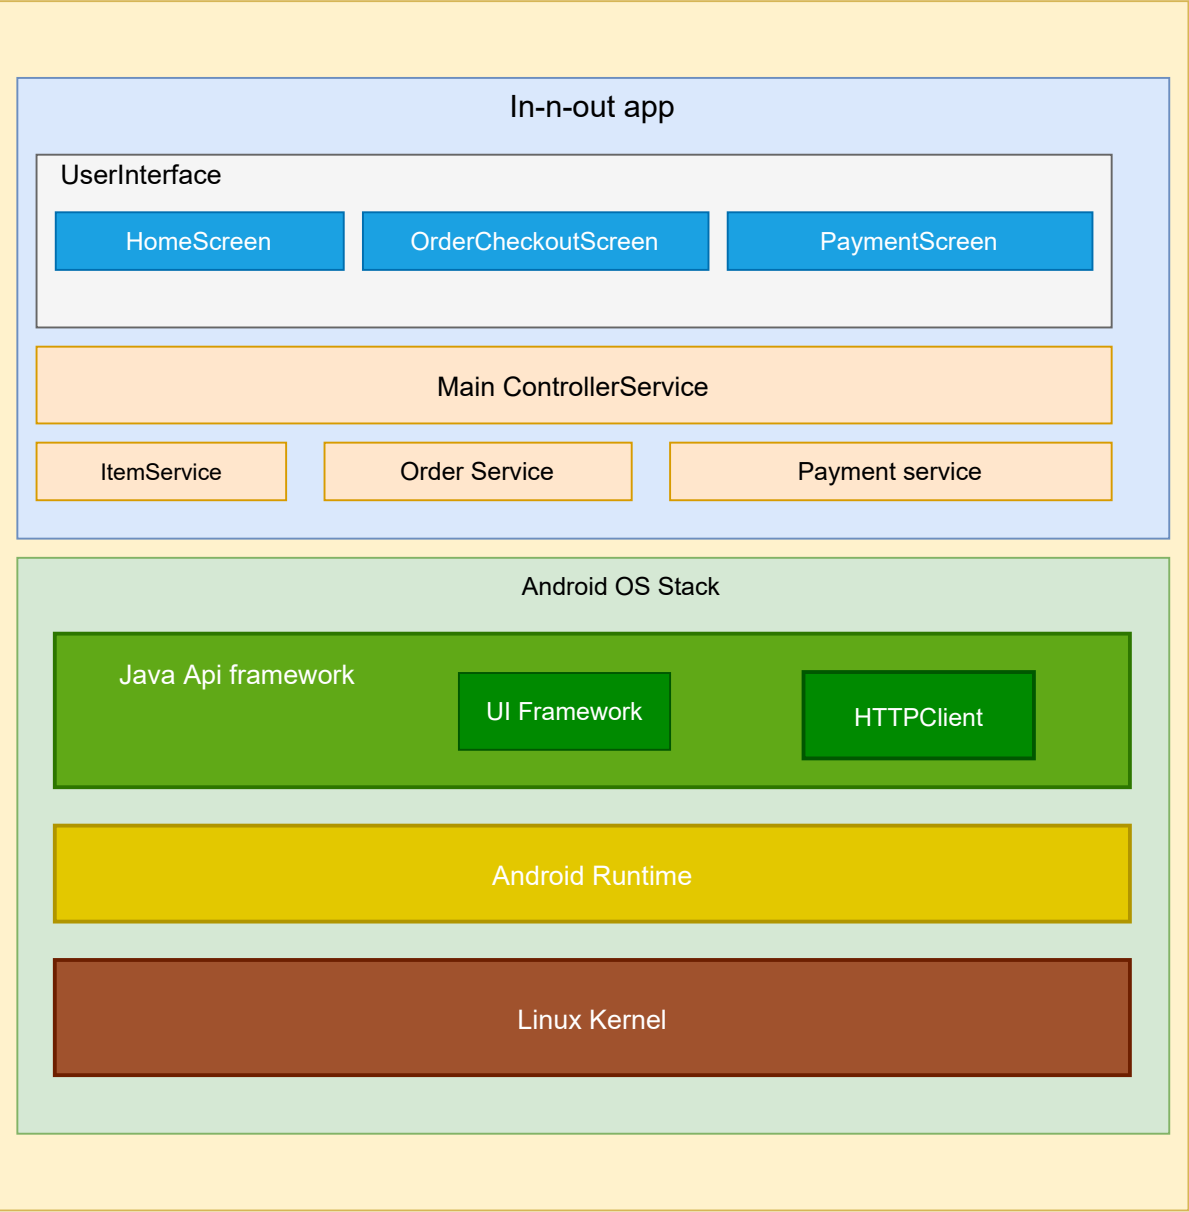 In-n-out app
UserInterface
HomeScreen
OrderCheckoutScreen
PaymentScreen
Main ControllerService
ItemService
Order Service
Payment service
Android OS Stack
Java Api framework
UI Framework
HTTPClient
Android Runtime
Linux Kernel